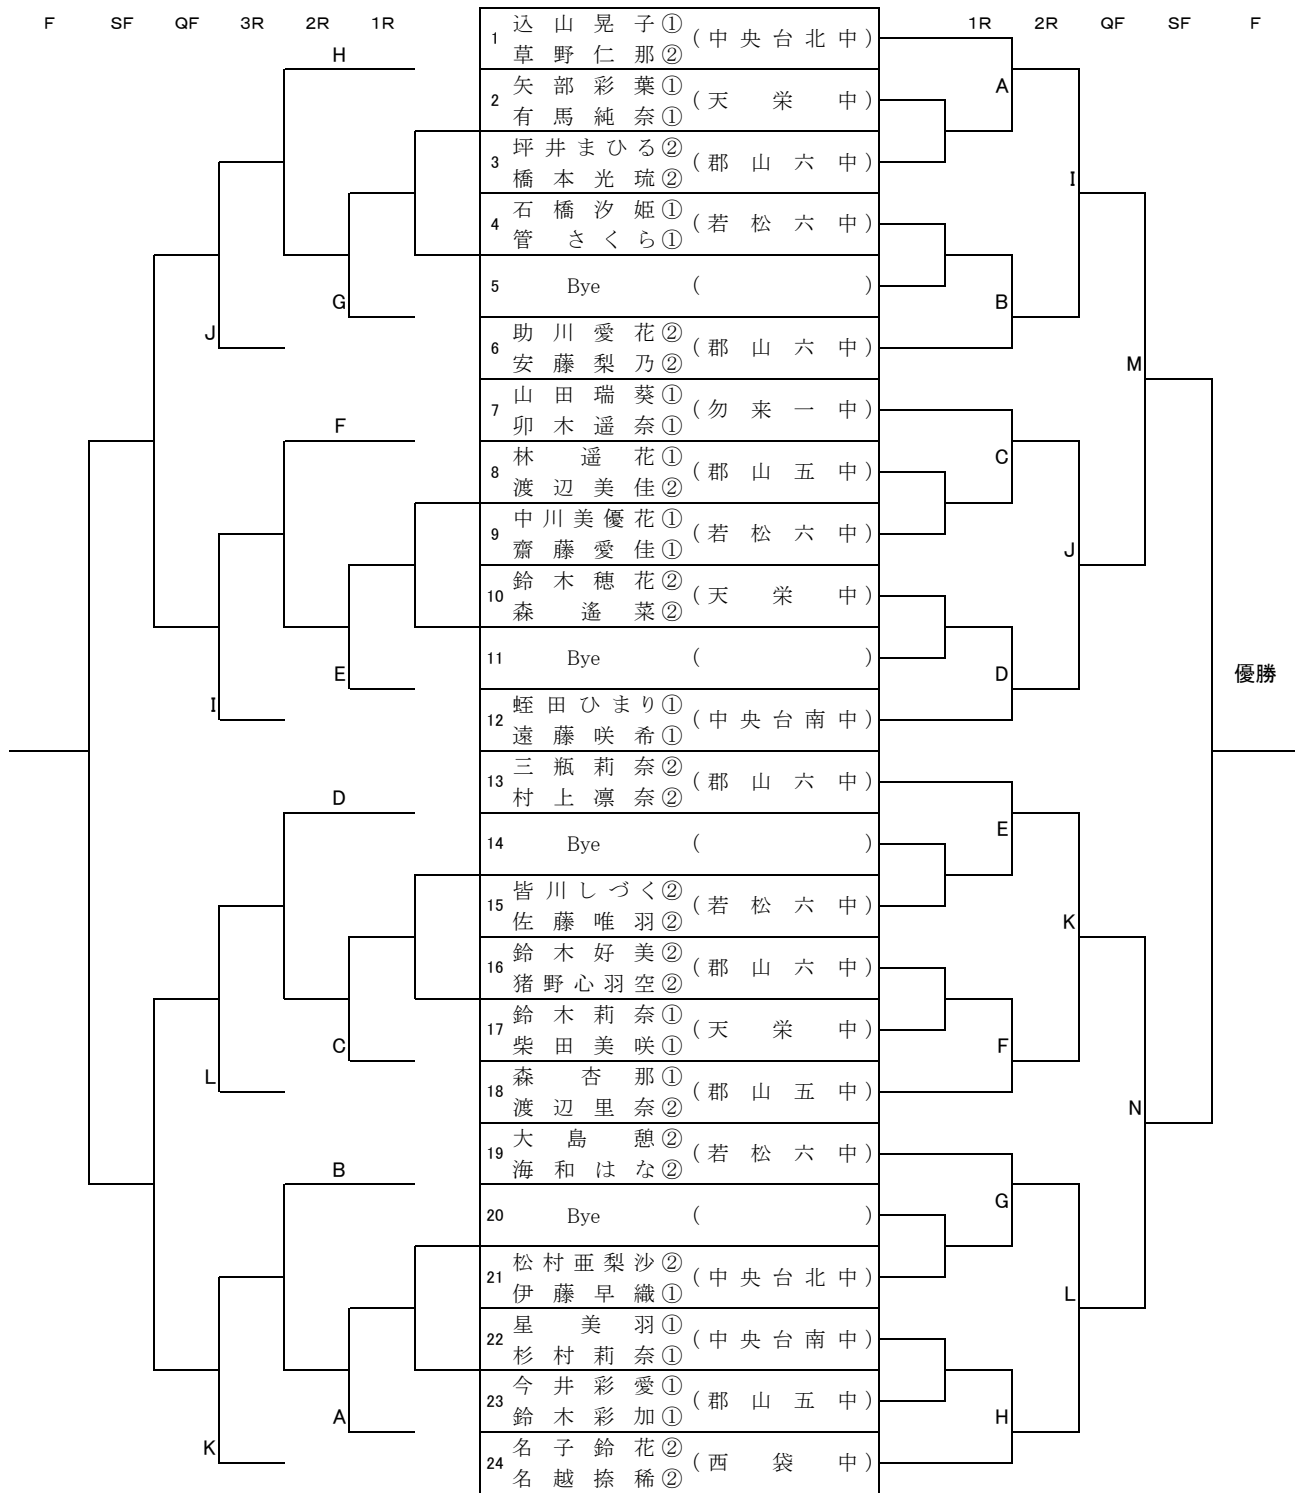 F SF QF 3R 2R 1R 1R 2R QF SF F
1 込山晃子① 草野仁那② (中央台北中)
2 矢部彩葉① 有馬純奈① (天栄中)
3 坪井まひる② 橋本光琉② (郡山六中)
4 石橋汐姫① 管さくら① (若松六中)
5 Bye ( )
6 助川愛花② 安藤梨乃② (郡山六中)
7 山田瑞葵① 卯木遥奈① (勿来一中)
8 林遥花① 渡辺美佳② (郡山五中)
9 中川美優花① 齋藤愛佳① (若松六中)
10 鈴木穂花② 森遙菜② (天栄中)
11 Bye ( )
12 蛭田ひまり① 遠藤咲希① (中央台南中)
13 三瓶莉奈② 村上凛奈② (郡山六中)
14 Bye ( )
15 皆川しづく② 佐藤唯羽② (若松六中)
16 鈴木好美② 猪野心羽空② (郡山六中)
17 鈴木莉奈① 柴田美咲① (天栄中)
18 森杏那① 渡辺里奈② (郡山五中)
19 大島憩② 海和はな② (若松六中)
20 Bye ( )
21 松村亜梨沙② 伊藤早織① (中央台北中)
22 星美羽① 杉村莉奈① (中央台南中)
23 今井彩愛① 鈴木彩加① (郡山五中)
24 名子鈴花② 名越捺稀② (西袋中)
H
G
J
F
E
I
D
C
L
B
A
K
A
I
B
M
C
J
D
優勝
E
K
F
N
G
L
H